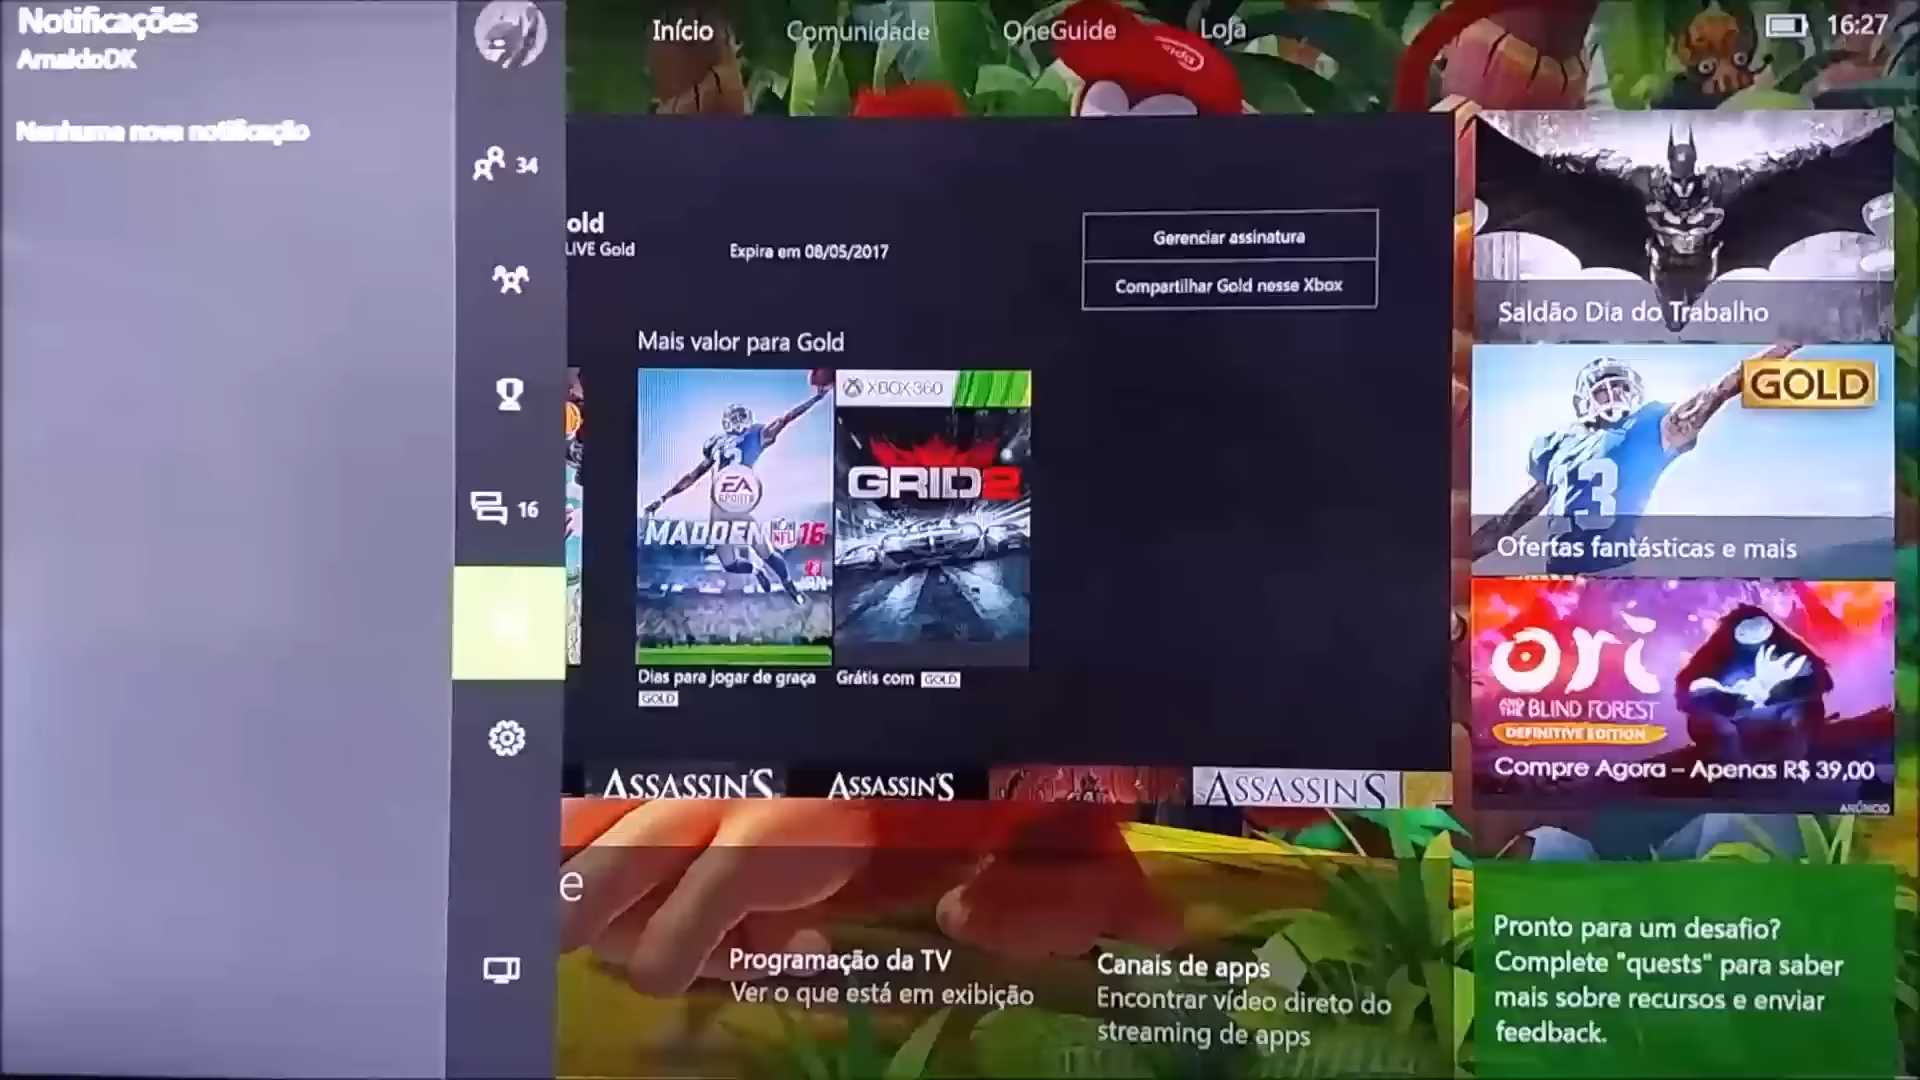 Notificações
ArnaldoDK
Nenhuma nova notificação
34
16
Início
Comunidade
OneGuide
Loja
16:27
old
LIVE Gold
Expira em 08/05/2017
Gerenciar assinatura
Compartilhar Gold nesse Xbox
Mais valor para Gold
EA
SPORTS
MADDEN NFL 16
13
XBOX 360
GRID 2
Dias para jogar de graça
GOLD
Grátis com GOLD
ASSASSIN'S
ASSASSIN'S
ASSASSIN'S
e
Programação da TV
Ver o que está em exibição
Canais de apps
Encontrar vídeo direto do
streaming de apps
Saldão Dia do Trabalho
GOLD
13
Ofertas fantásticas e mais
ori
AND THE BLIND FOREST
DEFINITIVE EDITION
Compre Agora – Apenas R$ 39,00
ANÚNCIO
Pronto para um desafio?
Complete "quests" para saber
mais sobre recursos e enviar
feedback.